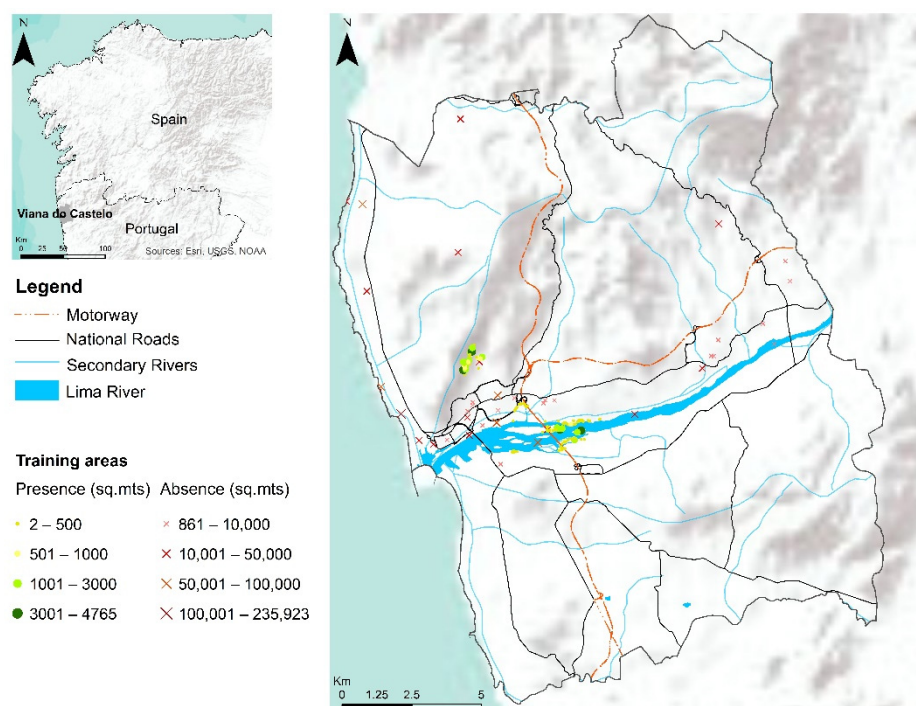 N
Spain
Viana do Castelo
Portugal
Km
0 25 50 100
Sources: Esri, USGS, NOAA
Legend
Motorway
National Roads
Secondary Rivers
Lima River
Training areas
Presence (sq.mts) Absence (sq.mts)
2 – 500 861 – 10,000
501 – 1000 10,001 – 50,000
1001 – 3000 50,001 – 100,000
3001 – 4765 100,001 – 235,923
N
Km
0 1.25 2.5 5